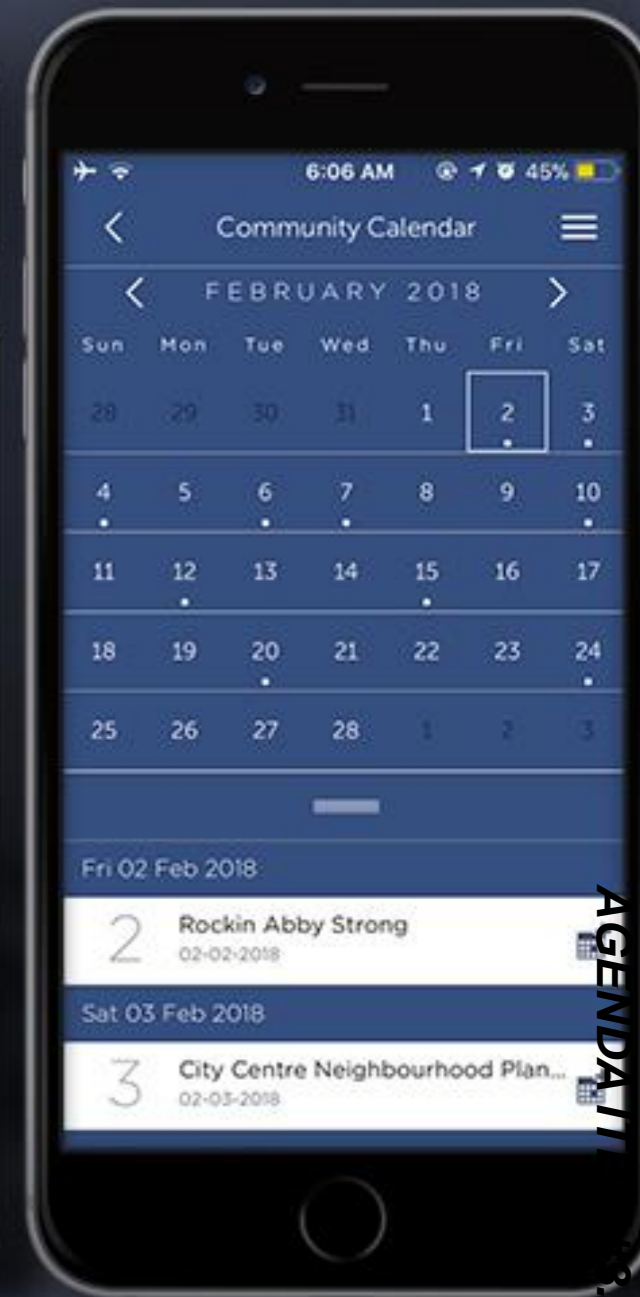 6:06 AM 45%
Community Calendar
FEBRUARY 2018
Sun Mon Tue Wed Thu Fri Sat
28 29 30 31 1 2 3
4 5 6 7 8 9 10
11 12 13 14 15 16 17
18 19 20 21 22 23 24
25 26 27 28 1 2 3
Fri 02 Feb 2018
2 Rockin Abby Strong
02-02-2018
Sat 03 Feb 2018
3 City Centre Neighbourhood Plan...
02-03-2018
AGENDA